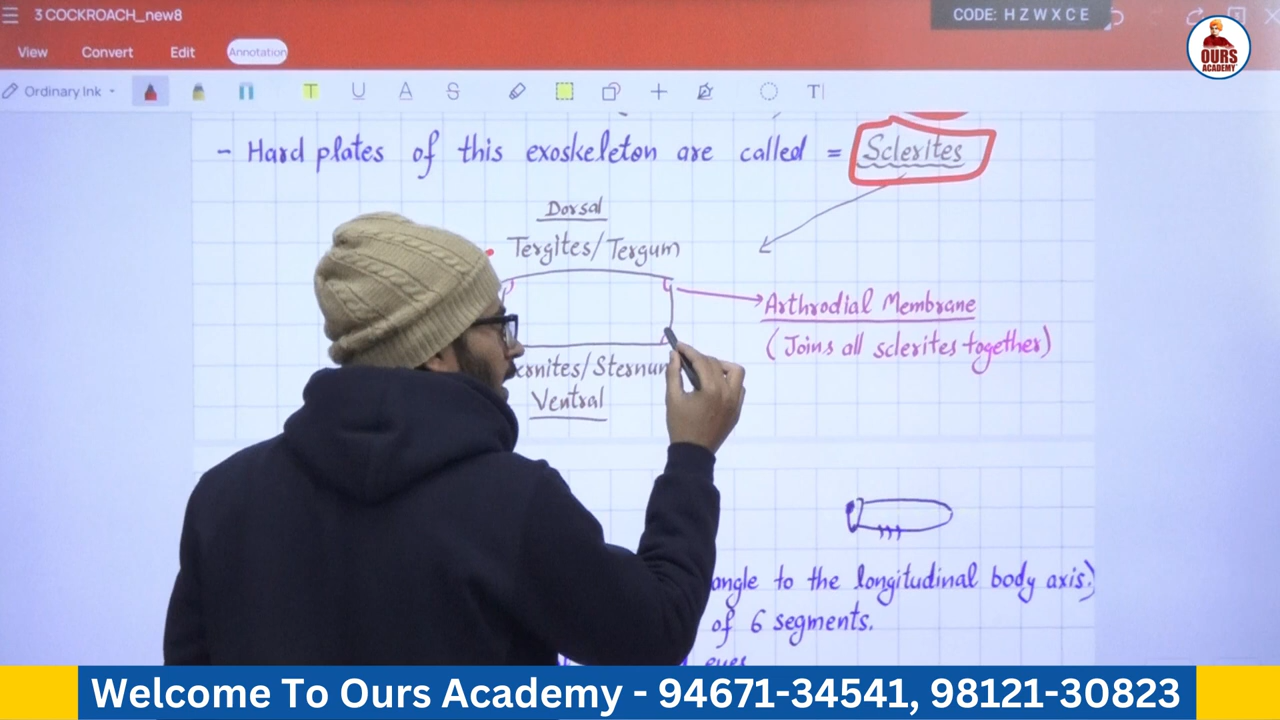 3 COCKROACH_new8
CODE: H Z W X C E
View Convert Edit Annotation
OURS
ACADEMY
Ordinary Ink
- Hard plates of this exoskeleton are called = Sclerites
Dorsal
Tergites/Tergum
Arthrodial Membrane
(Joins all sclerites together)
Ventral
angle to the longitudinal body axis.)
of 6 segments.
eyes
Welcome To Ours Academy - 94671-34541, 98121-30823